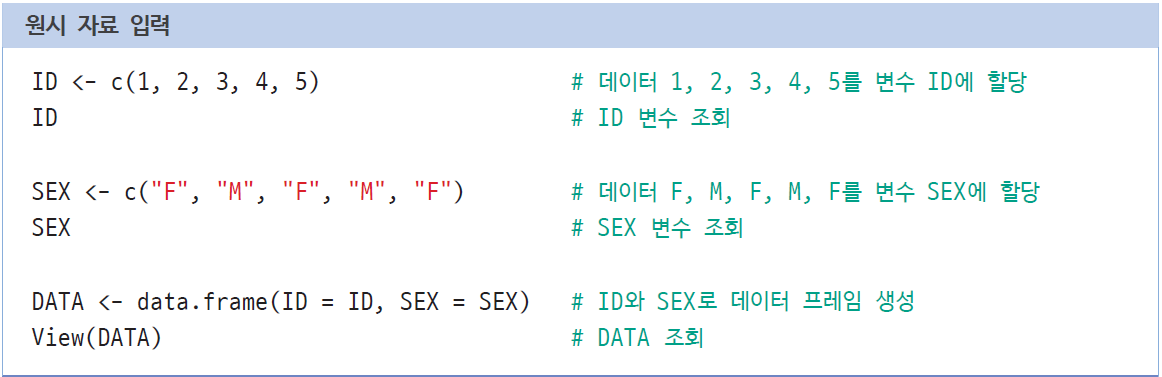 원시 자료 입력
ID <- c(1, 2, 3, 4, 5) # 데이터 1, 2, 3, 4, 5를 변수 ID에 할당
ID # ID 변수 조회
SEX <- c("F", "M", "F", "M", "F") # 데이터 F, M, F, M, F를 변수 SEX에 할당
SEX # SEX 변수 조회
DATA <- data.frame(ID = ID, SEX = SEX) # ID와 SEX로 데이터 프레임 생성
View(DATA) # DATA 조회